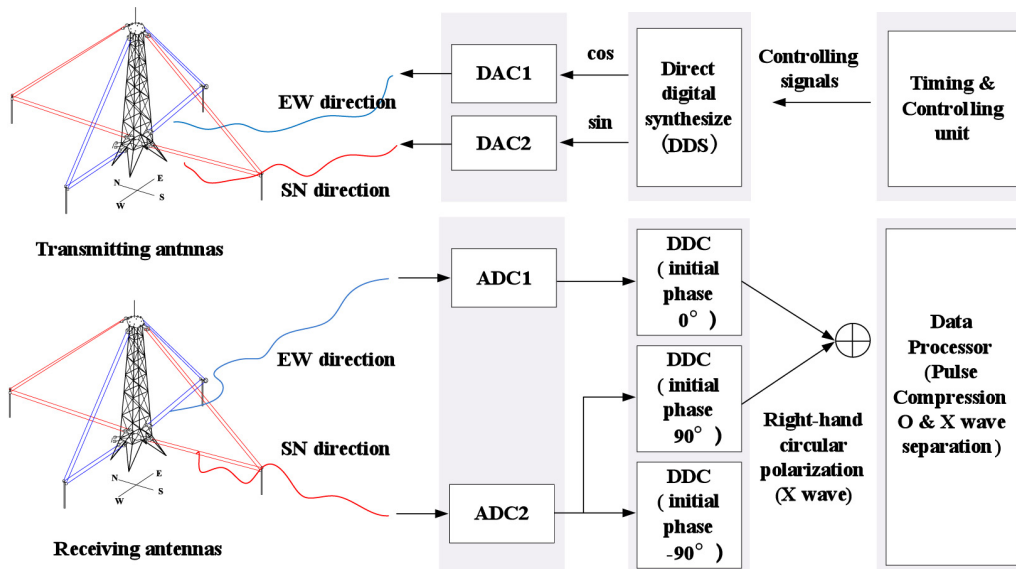 cos
DAC1
EW direction
DAC2
sin
SN direction
Direct
digital
synthesize
(DDS)
Controlling
signals
Timing &
Controlling
unit
N
E
W
S
Transmitting antnnas
ADC1
EW direction
SN direction
ADC2
N
E
W
S
Receiving antennas
DDC
( initial
phase
0° )
DDC
(initial
phase
90°)
DDC
( initial
phase
-90° )
Right-hand
circular
polarization
(X wave)
Data
Processor
(Pulse
Compression
O & X wave
separation)